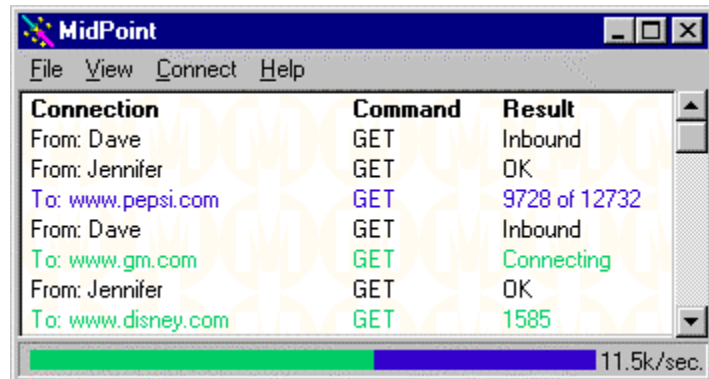 MidPoint
File View Connect Help
Connection Command Result
From: Dave GET Inbound
From: Jennifer GET OK
To: www.pepsi.com GET 9728 of 12732
From: Dave GET Inbound
To: www.gm.com GET Connecting
From: Jennifer GET OK
To: www.disney.com GET 1585
11.5k/sec.